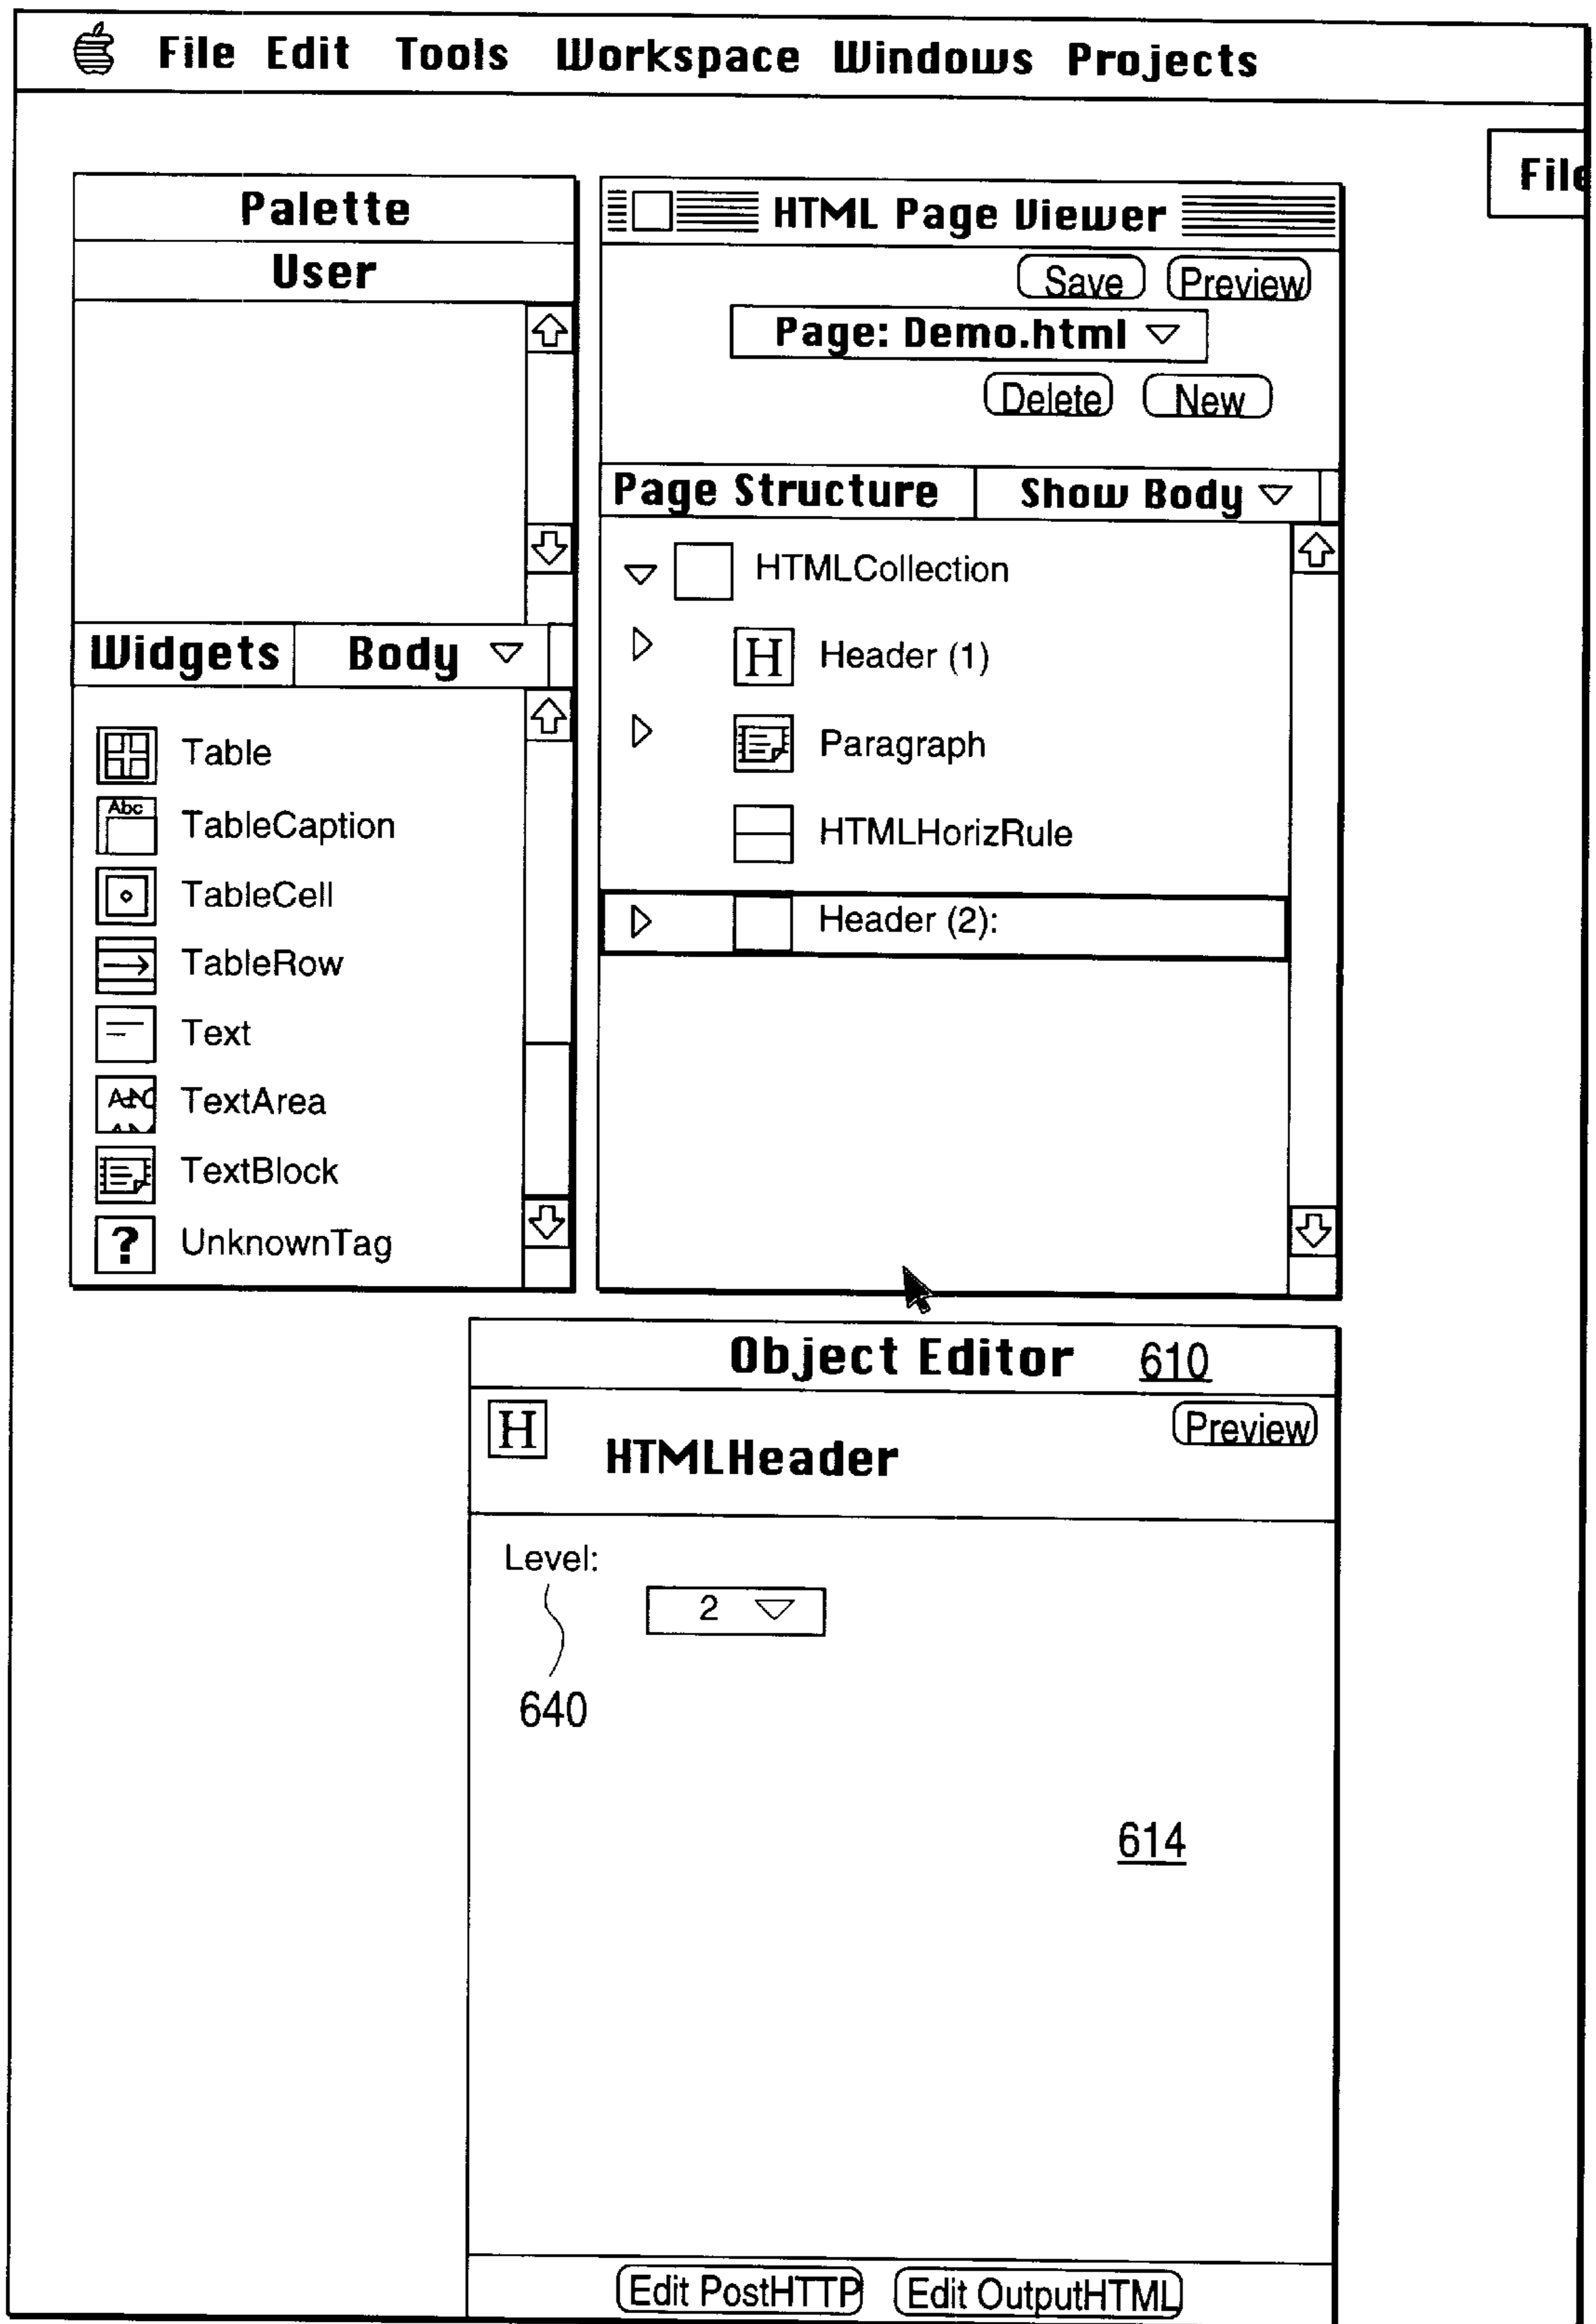 File Edit Tools Workspace Windows Projects
File
Palette
User
Widgets Body
Table
Abc
TableCaption
TableCell
TableRow
Text
TextArea
TextBlock
? UnknownTag
HTML Page Viewer
Save Preview
Page: Demo.html
Delete New
Page Structure Show Body
HTMLCollection
H Header (1)
Paragraph
HTMLHorizRule
Header (2):
Object Editor 610
H HTMLHeader Preview
Level:
2
640
614
Edit PostHTTP Edit OutputHTML